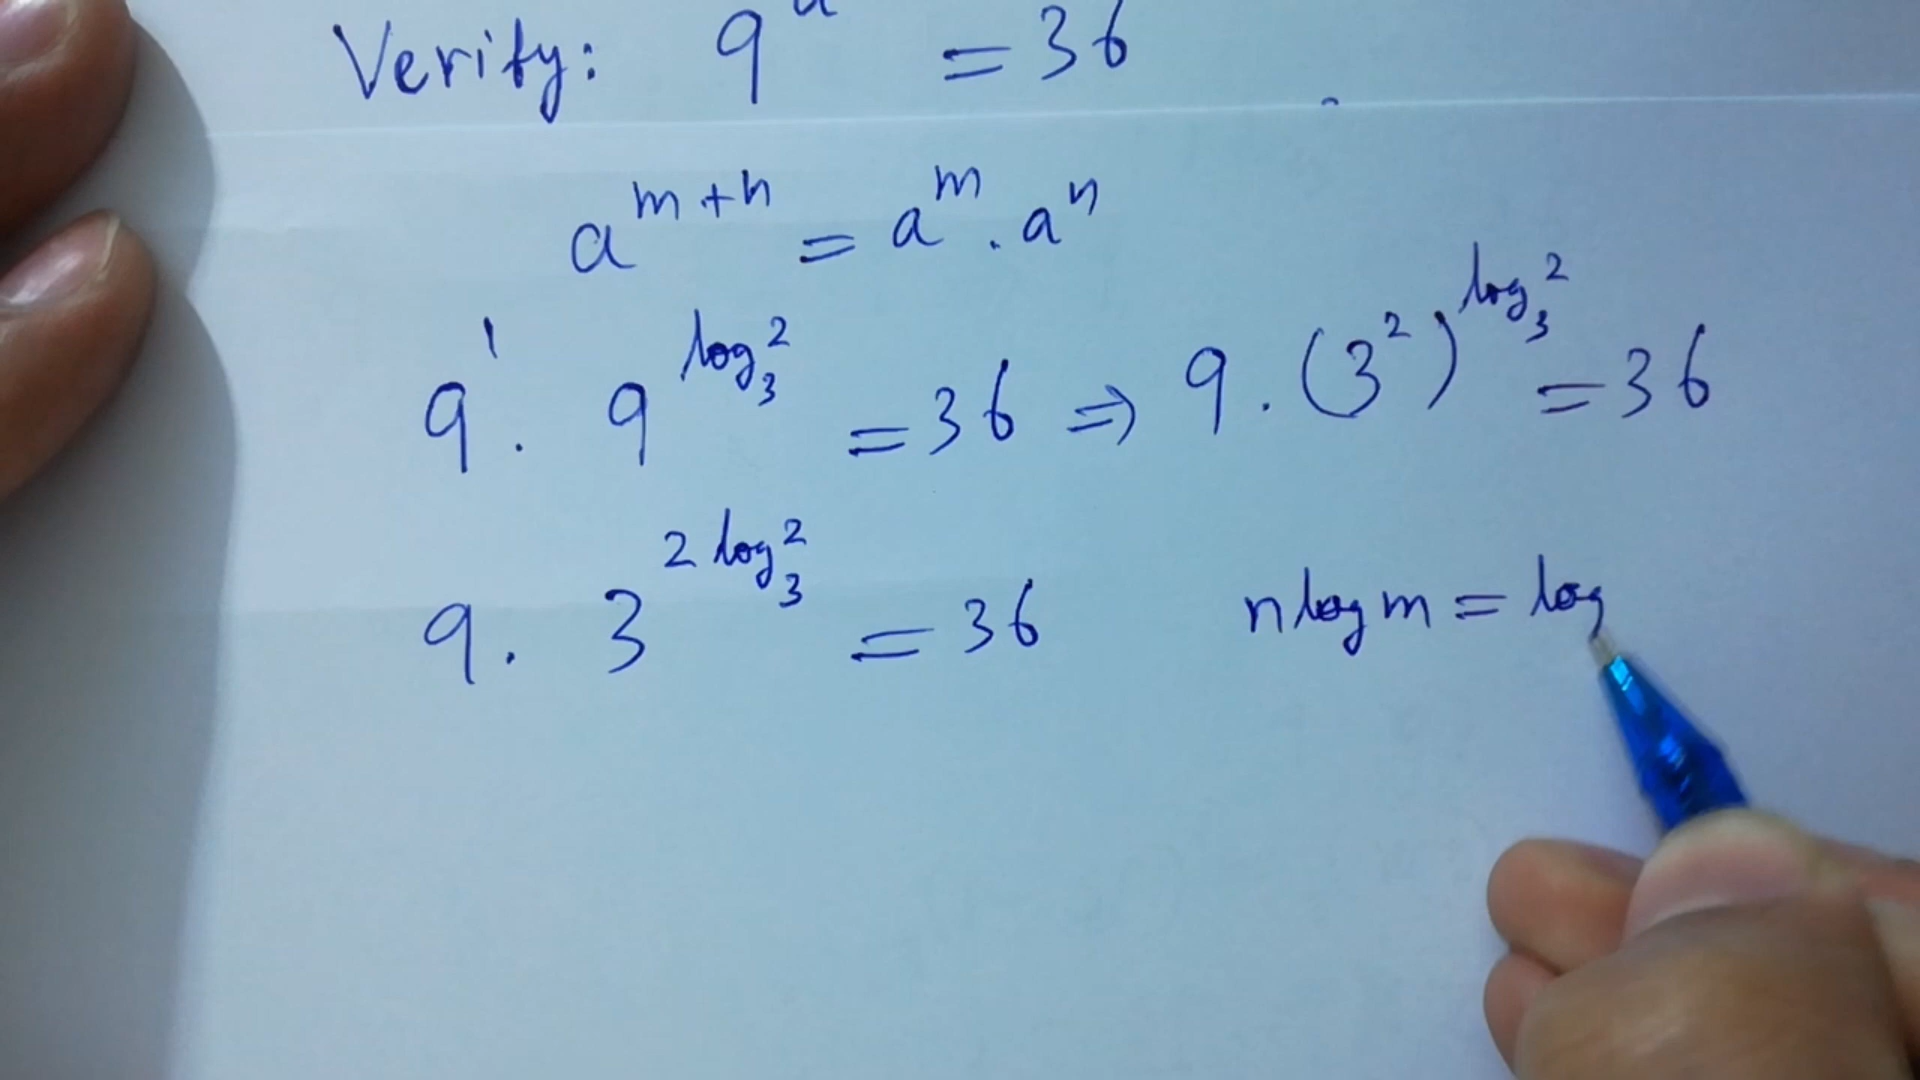 Verify: 9^a = 36
a^{m+n} = a^m . a^n
9^1 . 9^{log_3 2} = 36 ⇒ 9 . (3^2)^{log_3 2} = 36
9 . 3^{2 log_3 2} = 36 n log m = log